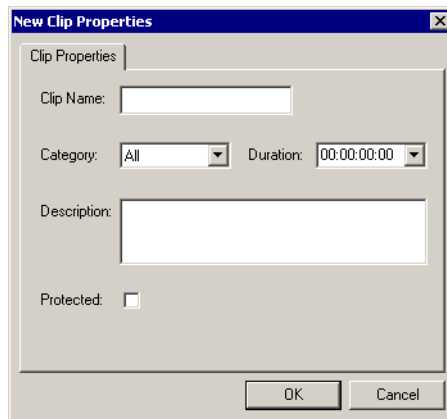 New Clip Properties
Clip Properties
Clip Name:
Category: All Duration: 00:00:00:00
Description:
Protected:
OK Cancel